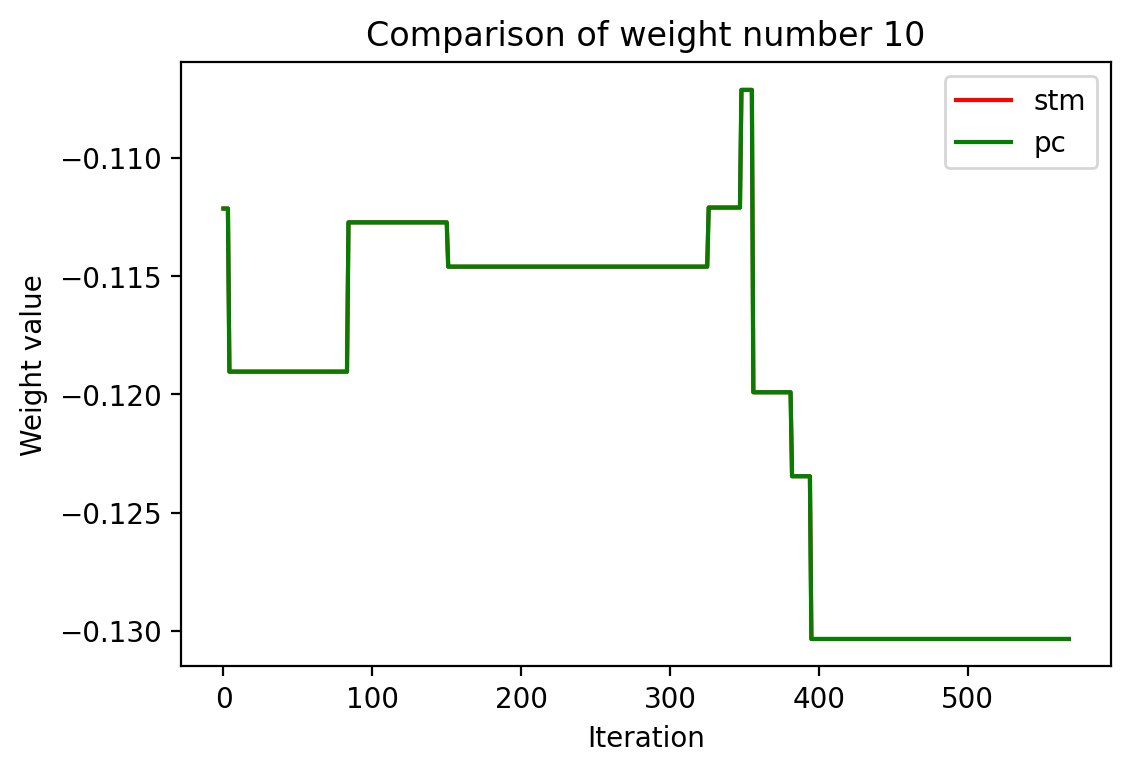 Comparison of weight number 10
stm
pc
Weight value
−0.110
−0.115
−0.120
−0.125
−0.130
0
100
200
300
400
500
Iteration